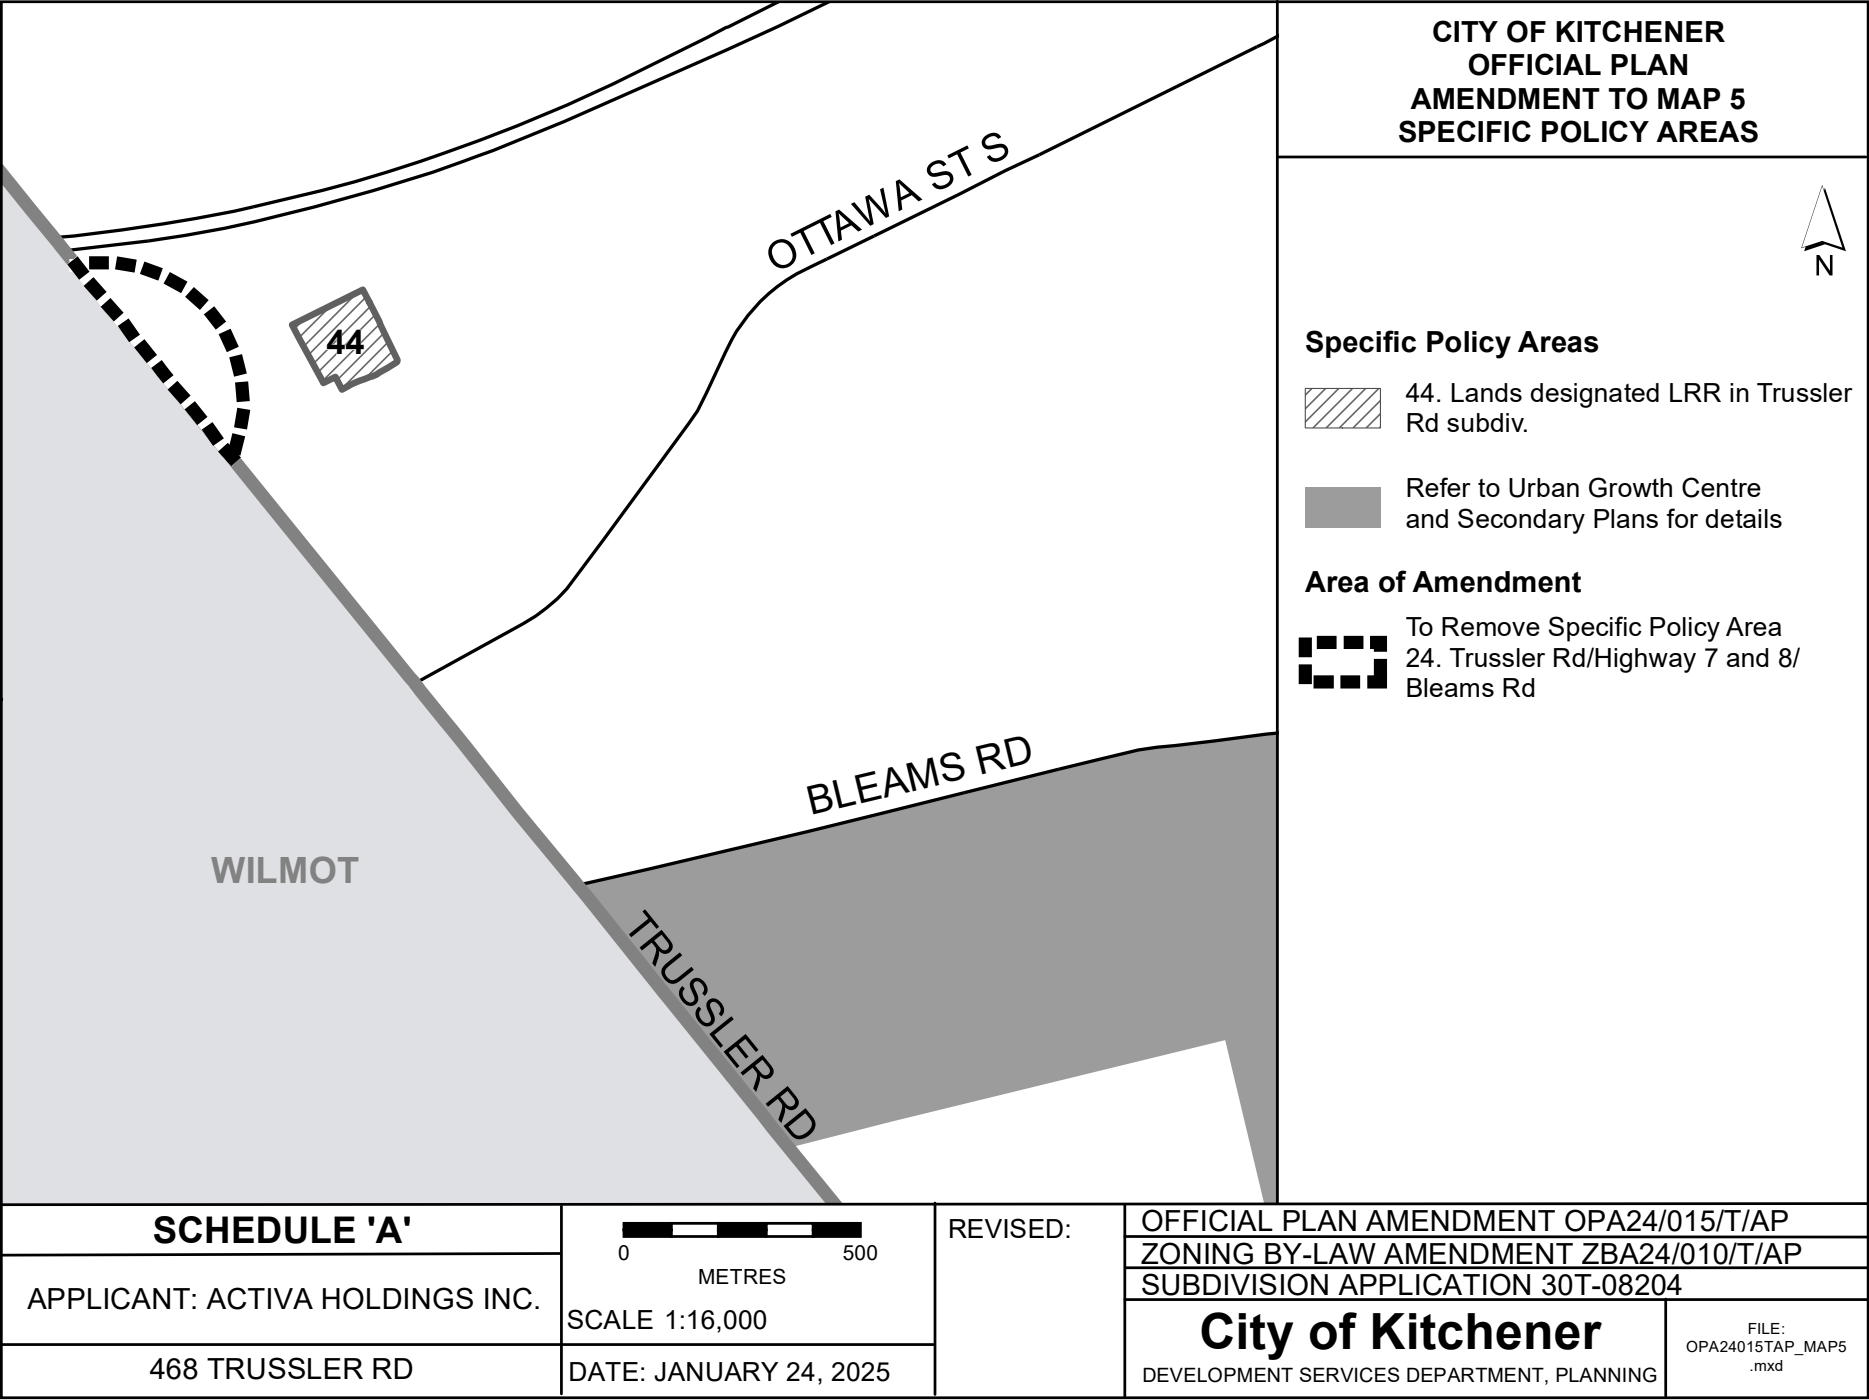 CITY OF KITCHENER
OFFICIAL PLAN
AMENDMENT TO MAP 5
SPECIFIC POLICY AREAS
N
OTTAWA ST S
44
BLEAMS RD
WILMOT
TRUSSLER RD
Specific Policy Areas
44. Lands designated LRR in Trussler
Rd subdiv.
Refer to Urban Growth Centre
and Secondary Plans for details
Area of Amendment
To Remove Specific Policy Area
24. Trussler Rd/Highway 7 and 8/
Bleams Rd
SCHEDULE 'A'
APPLICANT: ACTIVA HOLDINGS INC.
468 TRUSSLER RD
0 500
METRES
SCALE 1:16,000
DATE: JANUARY 24, 2025
REVISED:
OFFICIAL PLAN AMENDMENT OPA24/015/T/AP
ZONING BY-LAW AMENDMENT ZBA24/010/T/AP
SUBDIVISION APPLICATION 30T-08204
City of Kitchener
DEVELOPMENT SERVICES DEPARTMENT, PLANNING
FILE:
OPA24015TAP_MAP5
.mxd